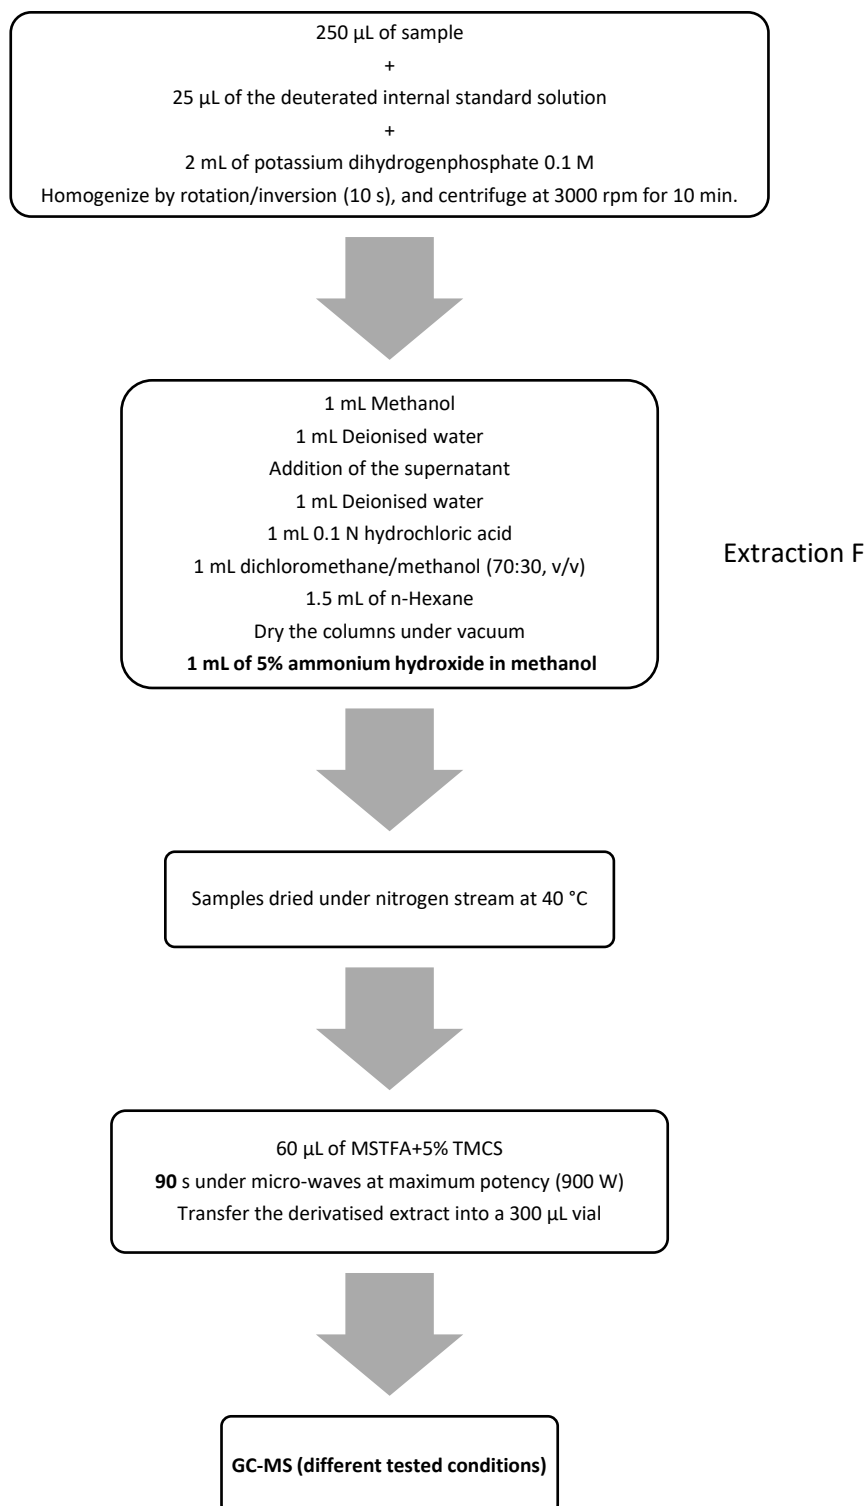 250 µL of sample
+
25 µL of the deuterated internal standard solution
+
2 mL of potassium dihydrogenphosphate 0.1 M
Homogenize by rotation/inversion (10 s), and centrifuge at 3000 rpm for 10 min.
1 mL Methanol
1 mL Deionised water
Addition of the supernatant
1 mL Deionised water
1 mL 0.1 N hydrochloric acid
1 mL dichloromethane/methanol (70:30, v/v)
1.5 mL of n-Hexane
Dry the columns under vacuum
1 mL of 5% ammonium hydroxide in methanol
Extraction F
Samples dried under nitrogen stream at 40 °C
60 µL of MSTFA+5% TMCS
90 s under micro-waves at maximum potency (900 W)
Transfer the derivatised extract into a 300 µL vial
GC-MS (different tested conditions)